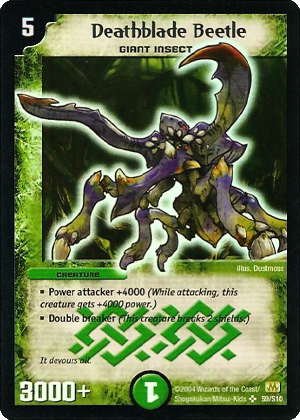 5
Deathblade Beetle
GIANT INSECT
illus. Dustmoss
CREATURE
▪ Power attacker +4000 (While attacking, this
creature gets +4000 power.)
▪ Double breaker (This creature breaks 2 shields.)
It devours all.
3000+
1
©2004 Wizards of the Coast/
Shogakukan/Mitsui-Kids
S9/S10